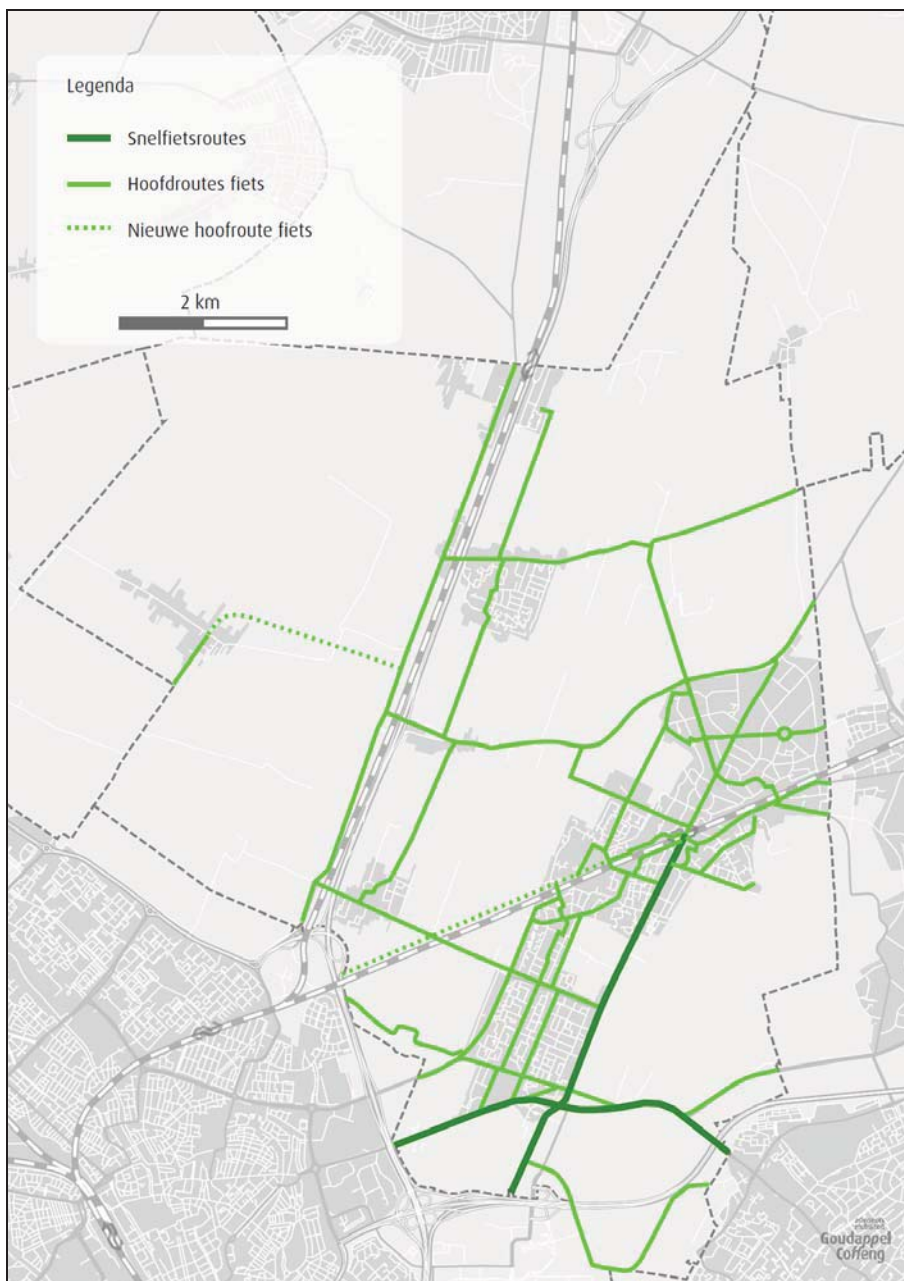 Legenda
Snelfietsroutes
Hoofdroutes fiets
Nieuwe hoofroute fiets
2 km
Goudappel
Coffeng